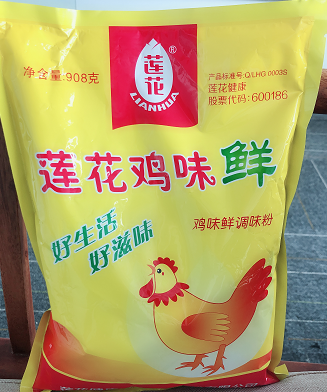 莲花
®
LIANHUA
净含量:908克
产品标准号:Q/LHG 0003S
莲花健康
股票代码:600186
莲花鸡味鲜
好生活
好滋味
鸡味鲜调味粉